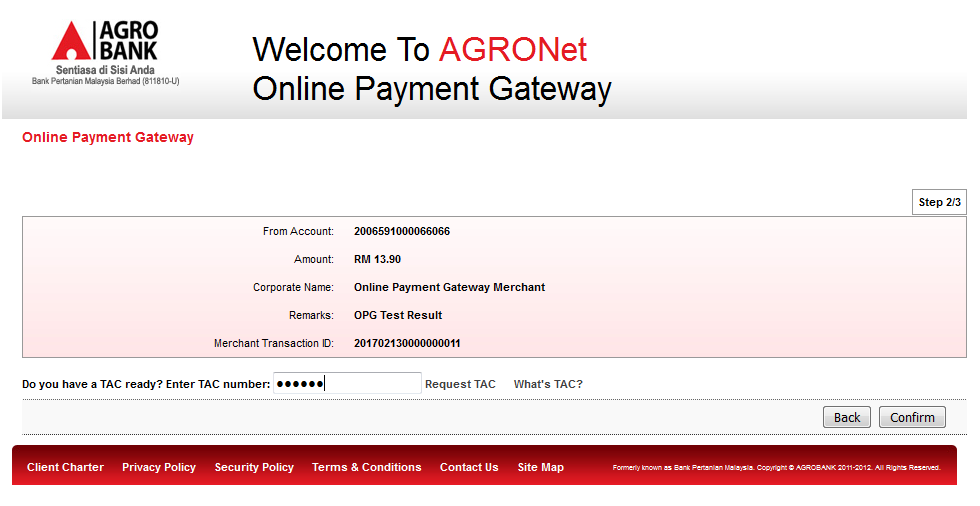 AGRO
BANK
Sentiasa di Sisi Anda
Bank Pertanian Malaysia Berhad (811810-U)
Welcome To AGRONet
Online Payment Gateway
Online Payment Gateway
Step 2/3
From Account: 2006591000066066
Amount: RM 13.90
Corporate Name: Online Payment Gateway Merchant
Remarks: OPG Test Result
Merchant Transaction ID: 201702130000000011
Do you have a TAC ready? Enter TAC number: ●●●●●● Request TAC What's TAC?
Back Confirm
Client Charter Privacy Policy Security Policy Terms & Conditions Contact Us Site Map Formerly known as Bank Pertanian Malaysia. Copyright © AGROBANK 2011-2012. All Rights Reserved.